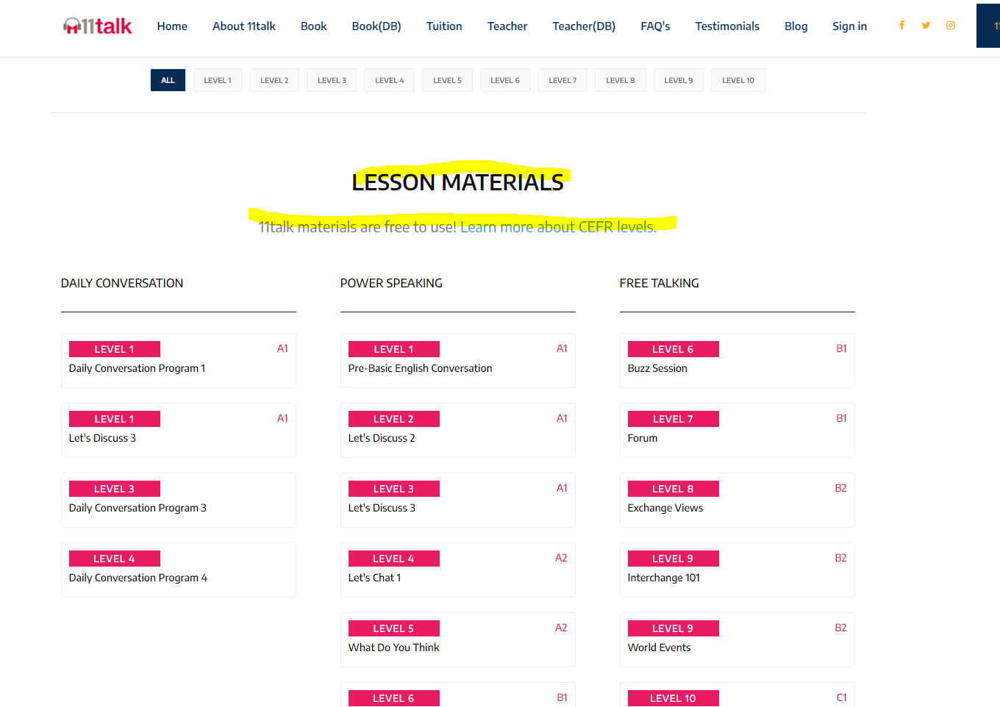 11talk
Home About 11talk Book Book(DB) Tuition Teacher Teacher(DB) FAQ's Testimonials Blog Sign in
ALL LEVEL 1 LEVEL 2 LEVEL 3 LEVEL 4 LEVEL 5 LEVEL 6 LEVEL 7 LEVEL 8 LEVEL 9 LEVEL 10
LESSON MATERIALS
11talk materials are free to use! Learn more about CEFR levels.
DAILY CONVERSATION
LEVEL 1 A1
Daily Conversation Program 1
LEVEL 1 A1
Let's Discuss 3
LEVEL 3
Daily Conversation Program 3
LEVEL 4
Daily Conversation Program 4
POWER SPEAKING
LEVEL 1 A1
Pre-Basic English Conversation
LEVEL 2 A1
Let's Discuss 2
LEVEL 3 A1
Let's Discuss 3
LEVEL 4 A2
Let's Chat 1
LEVEL 5 A2
What Do You Think
LEVEL 6 B1
FREE TALKING
LEVEL 6 B1
Buzz Session
LEVEL 7 B1
Forum
LEVEL 8 B2
Exchange Views
LEVEL 9 B2
Interchange 101
LEVEL 9 B2
World Events
LEVEL 10 C1